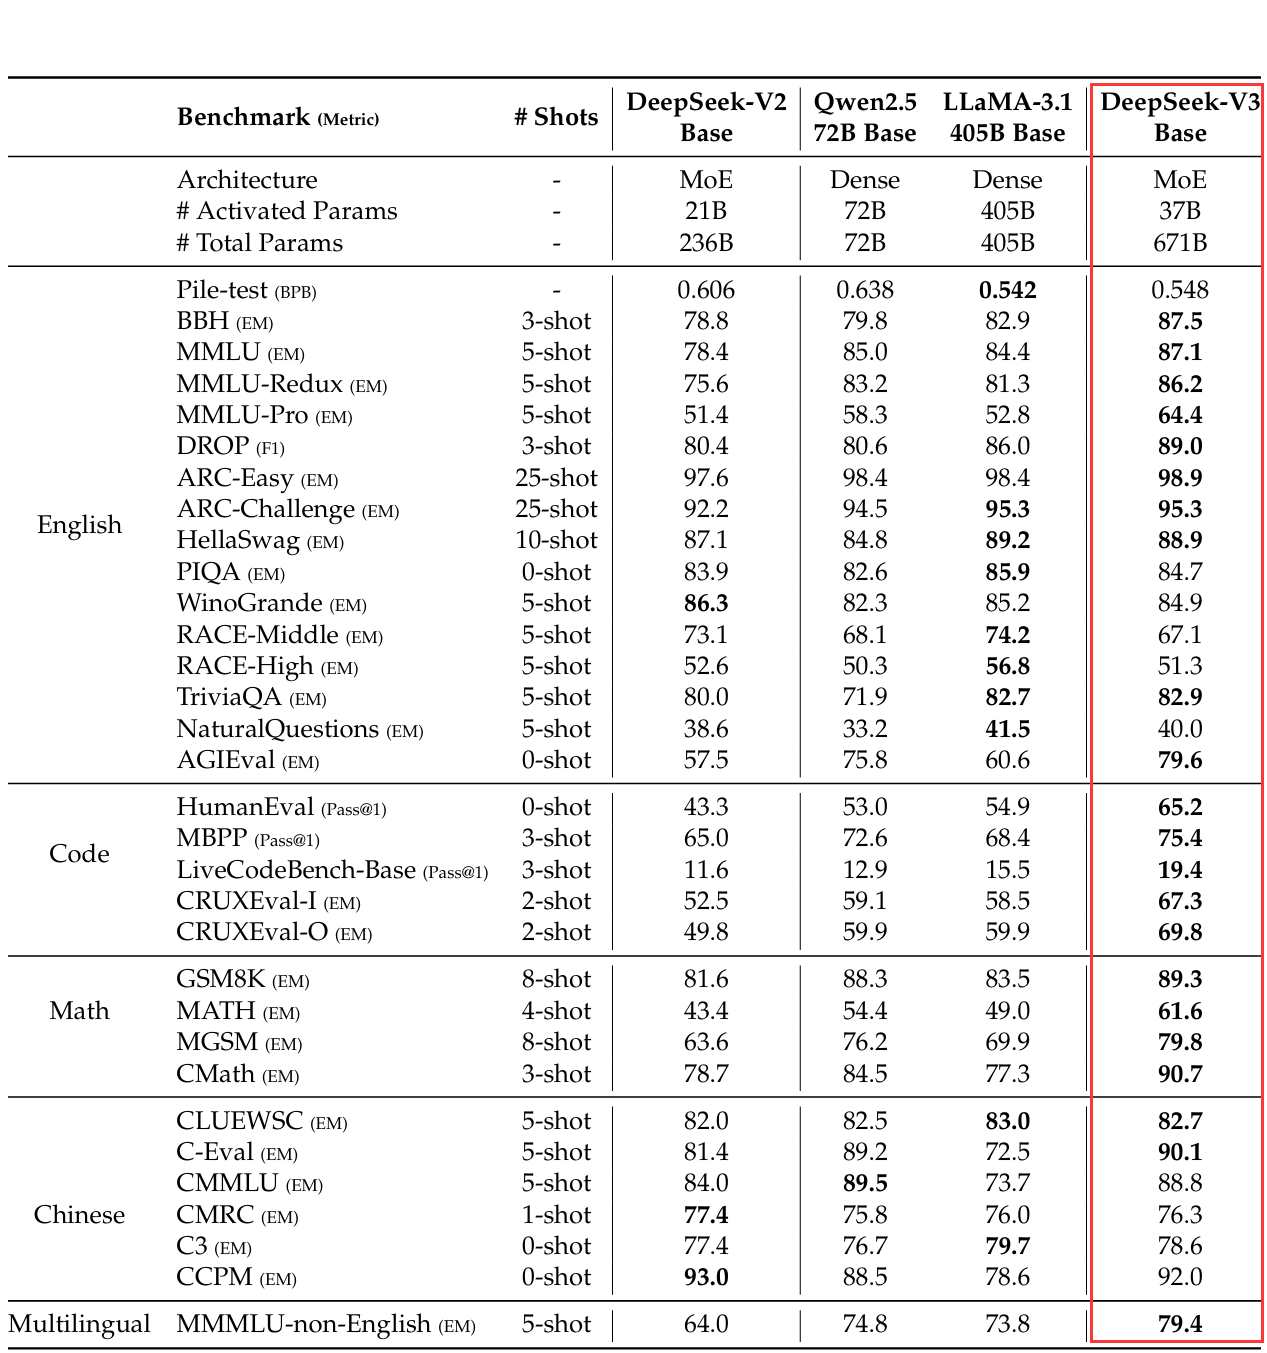 Benchmark (Metric) # Shots DeepSeek-V2 Base Qwen2.5 72B Base LLaMA-3.1 405B Base DeepSeek-V3 Base
Architecture - MoE Dense Dense MoE
# Activated Params - 21B 72B 405B 37B
# Total Params - 236B 72B 405B 671B
English
Pile-test (BPB) - 0.606 0.638 0.542 0.548
BBH (EM) 3-shot 78.8 79.8 82.9 87.5
MMLU (EM) 5-shot 78.4 85.0 84.4 87.1
MMLU-Redux (EM) 5-shot 75.6 83.2 81.3 86.2
MMLU-Pro (EM) 5-shot 51.4 58.3 52.8 64.4
DROP (F1) 3-shot 80.4 80.6 86.0 89.0
ARC-Easy (EM) 25-shot 97.6 98.4 98.4 98.9
ARC-Challenge (EM) 25-shot 92.2 94.5 95.3 95.3
HellaSwag (EM) 10-shot 87.1 84.8 89.2 88.9
PIQA (EM) 0-shot 83.9 82.6 85.9 84.7
WinoGrande (EM) 5-shot 86.3 82.3 85.2 84.9
RACE-Middle (EM) 5-shot 73.1 68.1 74.2 67.1
RACE-High (EM) 5-shot 52.6 50.3 56.8 51.3
TriviaQA (EM) 5-shot 80.0 71.9 82.7 82.9
NaturalQuestions (EM) 5-shot 38.6 33.2 41.5 40.0
AGIEval (EM) 0-shot 57.5 75.8 60.6 79.6
Code
HumanEval (Pass@1) 0-shot 43.3 53.0 54.9 65.2
MBPP (Pass@1) 3-shot 65.0 72.6 68.4 75.4
LiveCodeBench-Base (Pass@1) 3-shot 11.6 12.9 15.5 19.4
CRUXEval-I (EM) 2-shot 52.5 59.1 58.5 67.3
CRUXEval-O (EM) 2-shot 49.8 59.9 59.9 69.8
Math
GSM8K (EM) 8-shot 81.6 88.3 83.5 89.3
MATH (EM) 4-shot 43.4 54.4 49.0 61.6
MGSM (EM) 8-shot 63.6 76.2 69.9 79.8
CMath (EM) 3-shot 78.7 84.5 77.3 90.7
Chinese
CLUEWSC (EM) 5-shot 82.0 82.5 83.0 82.7
C-Eval (EM) 5-shot 81.4 89.2 72.5 90.1
CMMLU (EM) 5-shot 84.0 89.5 73.7 88.8
CMRC (EM) 1-shot 77.4 75.8 76.0 76.3
C3 (EM) 0-shot 77.4 76.7 79.7 78.6
CCPM (EM) 0-shot 93.0 88.5 78.6 92.0
Multilingual MMMLU-non-English (EM) 5-shot 64.0 74.8 73.8 79.4